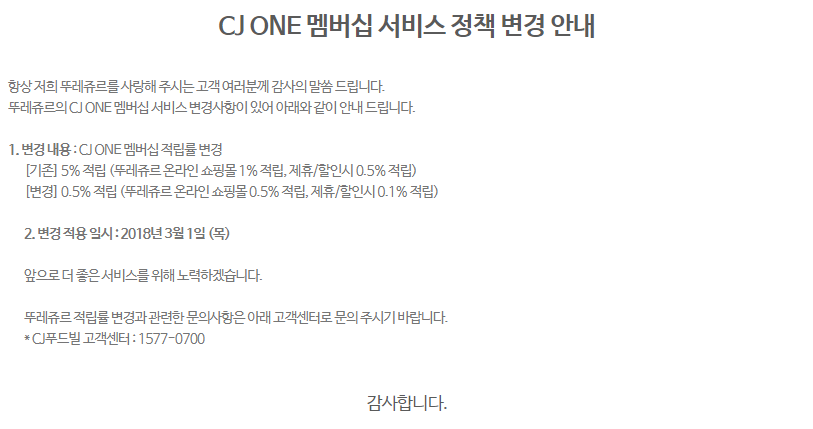 CJ ONE 멤버십 서비스 정책 변경 안내
항상 저희 뚜레쥬르를 사랑해 주시는 고객 여러분께 감사의 말씀 드립니다.
뚜레쥬르의 CJ ONE 멤버십 서비스 변경사항이 있어 아래와 같이 안내 드립니다.
1. 변경 내용 : CJ ONE 멤버십 적립률 변경
[기존] 5% 적립 (뚜레쥬르 온라인 쇼핑몰 1% 적립, 제휴/할인시 0.5% 적립)
[변경] 0.5% 적립 (뚜레쥬르 온라인 쇼핑몰 0.5% 적립, 제휴/할인시 0.1% 적립)
2. 변경 적용 일시 : 2018년 3월 1일 (목)
앞으로 더 좋은 서비스를 위해 노력하겠습니다.
뚜레쥬르 적립률 변경과 관련한 문의사항은 아래 고객센터로 문의 주시기 바랍니다.
* CJ푸드빌 고객센터 : 1577-0700
감사합니다.